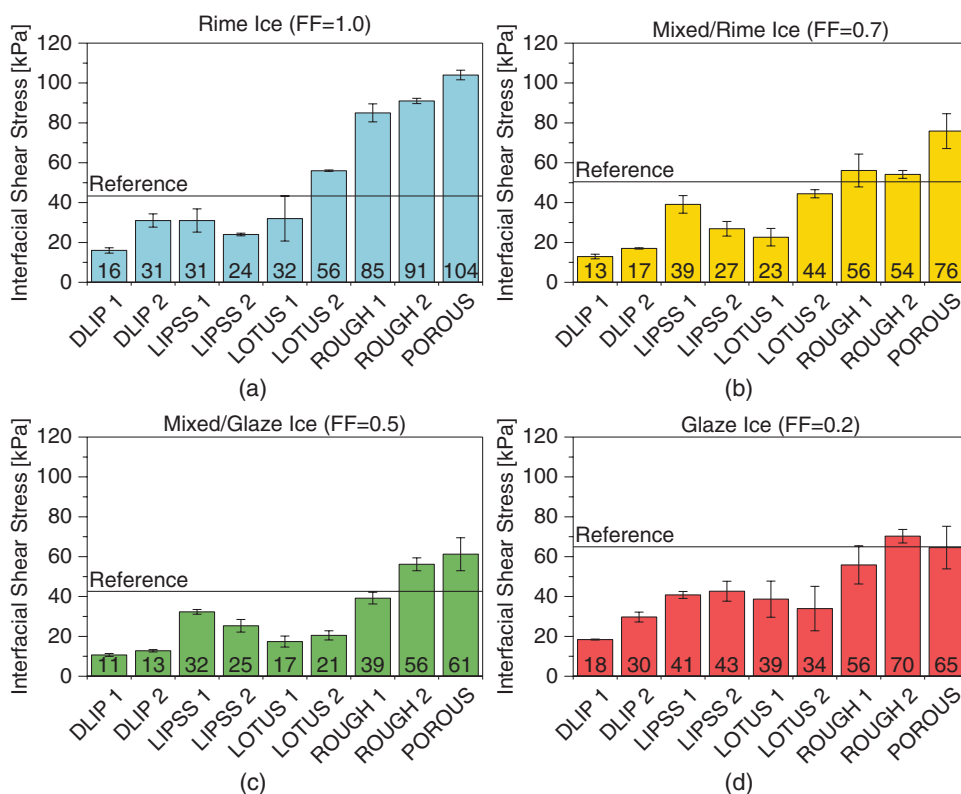 Rime Ice (FF=1.0)
Interfacial Shear Stress [kPa]
120
100
80
60
40
20
0
Reference
16 31 31 24 32 56 85 91 104
DLIP 1 DLIP 2 LIPSS 1 LIPSS 2 LOTUS 1 LOTUS 2 ROUGH 1 ROUGH 2 POROUS
(a)
Mixed/Rime Ice (FF=0.7)
Interfacial Shear Stress [kPa]
120
100
80
60
40
20
0
Reference
13 17 39 27 23 44 56 54 76
DLIP 1 DLIP 2 LIPSS 1 LIPSS 2 LOTUS 1 LOTUS 2 ROUGH 1 ROUGH 2 POROUS
(b)
Mixed/Glaze Ice (FF=0.5)
Interfacial Shear Stress [kPa]
120
100
80
60
40
20
0
Reference
11 13 32 25 17 21 39 56 61
DLIP 1 DLIP 2 LIPSS 1 LIPSS 2 LOTUS 1 LOTUS 2 ROUGH 1 ROUGH 2 POROUS
(c)
Glaze Ice (FF=0.2)
Interfacial Shear Stress [kPa]
120
100
80
60
40
20
0
Reference
18 30 41 43 39 34 56 70 65
DLIP 1 DLIP 2 LIPSS 1 LIPSS 2 LOTUS 1 LOTUS 2 ROUGH 1 ROUGH 2 POROUS
(d)